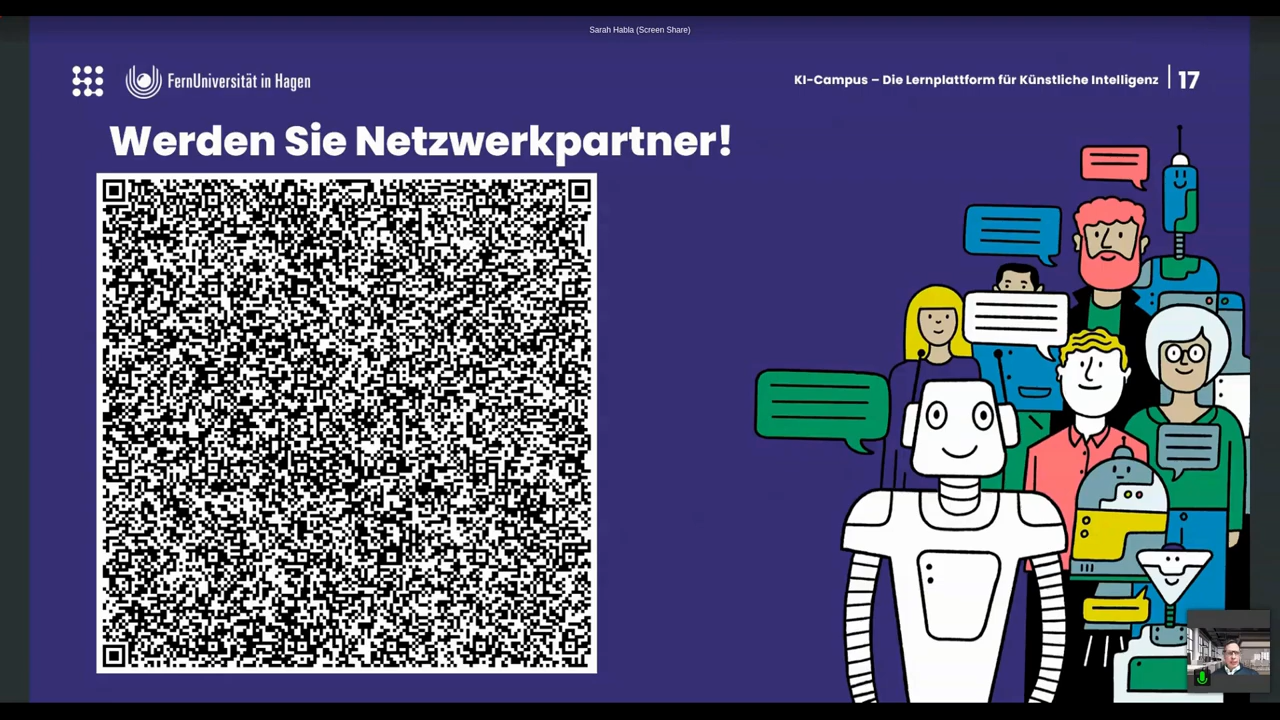 Sarah Habla (Screen Share)
FernUniversität in Hagen
KI-Campus – Die Lernplattform für Künstliche Intelligenz | 17
Werden Sie Netzwerkpartner!